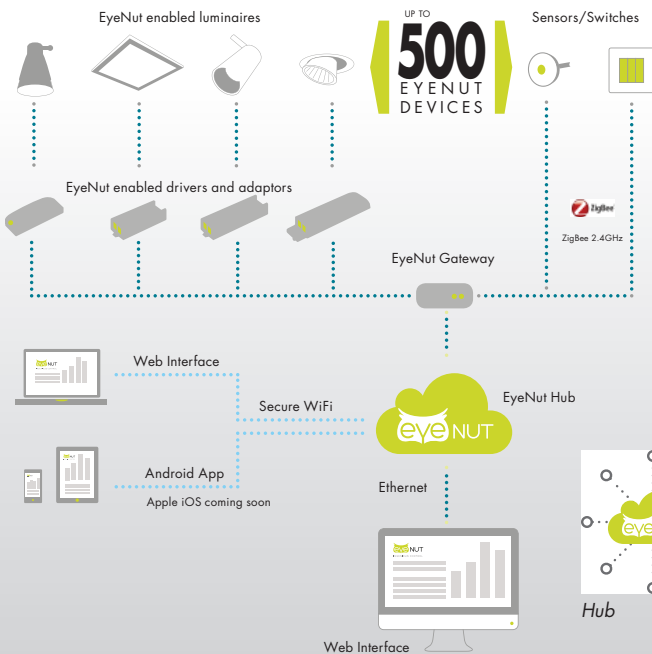 EyeNut enabled luminaires
UP TO
500
EYENUT
DEVICES
Sensors/Switches
EyeNut enabled drivers and adaptors
ZigBee
ZigBee 2.4GHz
EyeNut Gateway
Web Interface
Secure WiFi
EyeNut Hub
eye NUT
Android App
Apple iOS coming soon
Ethernet
eye NUT
eye NUT
Hub
Web Interface